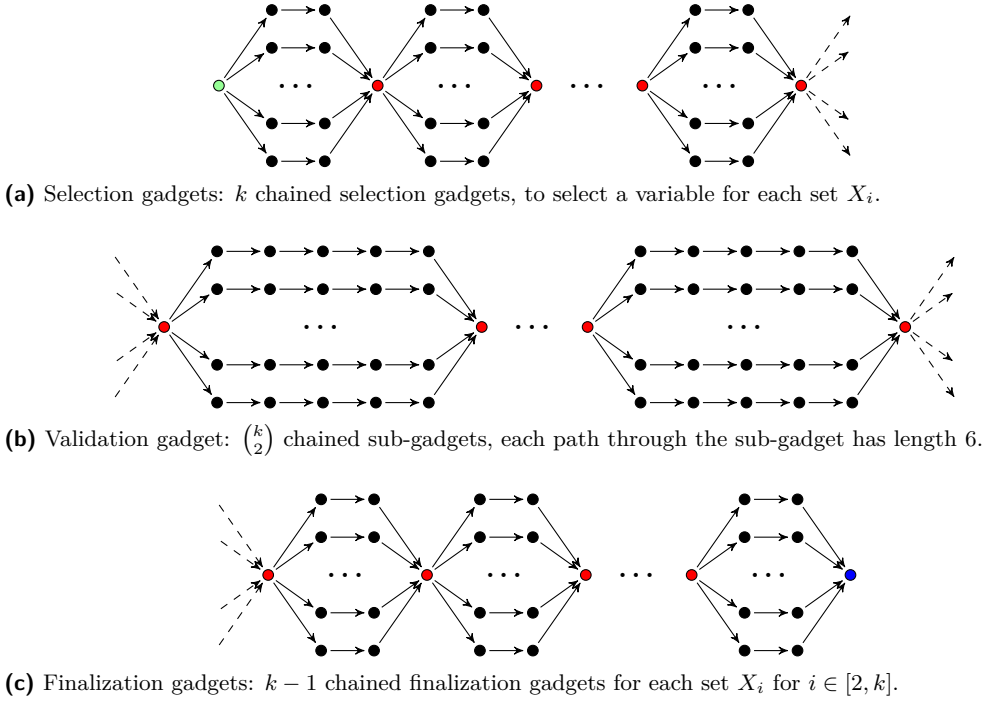 (a) Selection gadgets: k chained selection gadgets, to select a variable for each set X_i.
(b) Validation gadget: \binom{k}{2} chained sub-gadgets, each path through the sub-gadget has length 6.
(c) Finalization gadgets: k − 1 chained finalization gadgets for each set X_i for i ∈ [2, k].